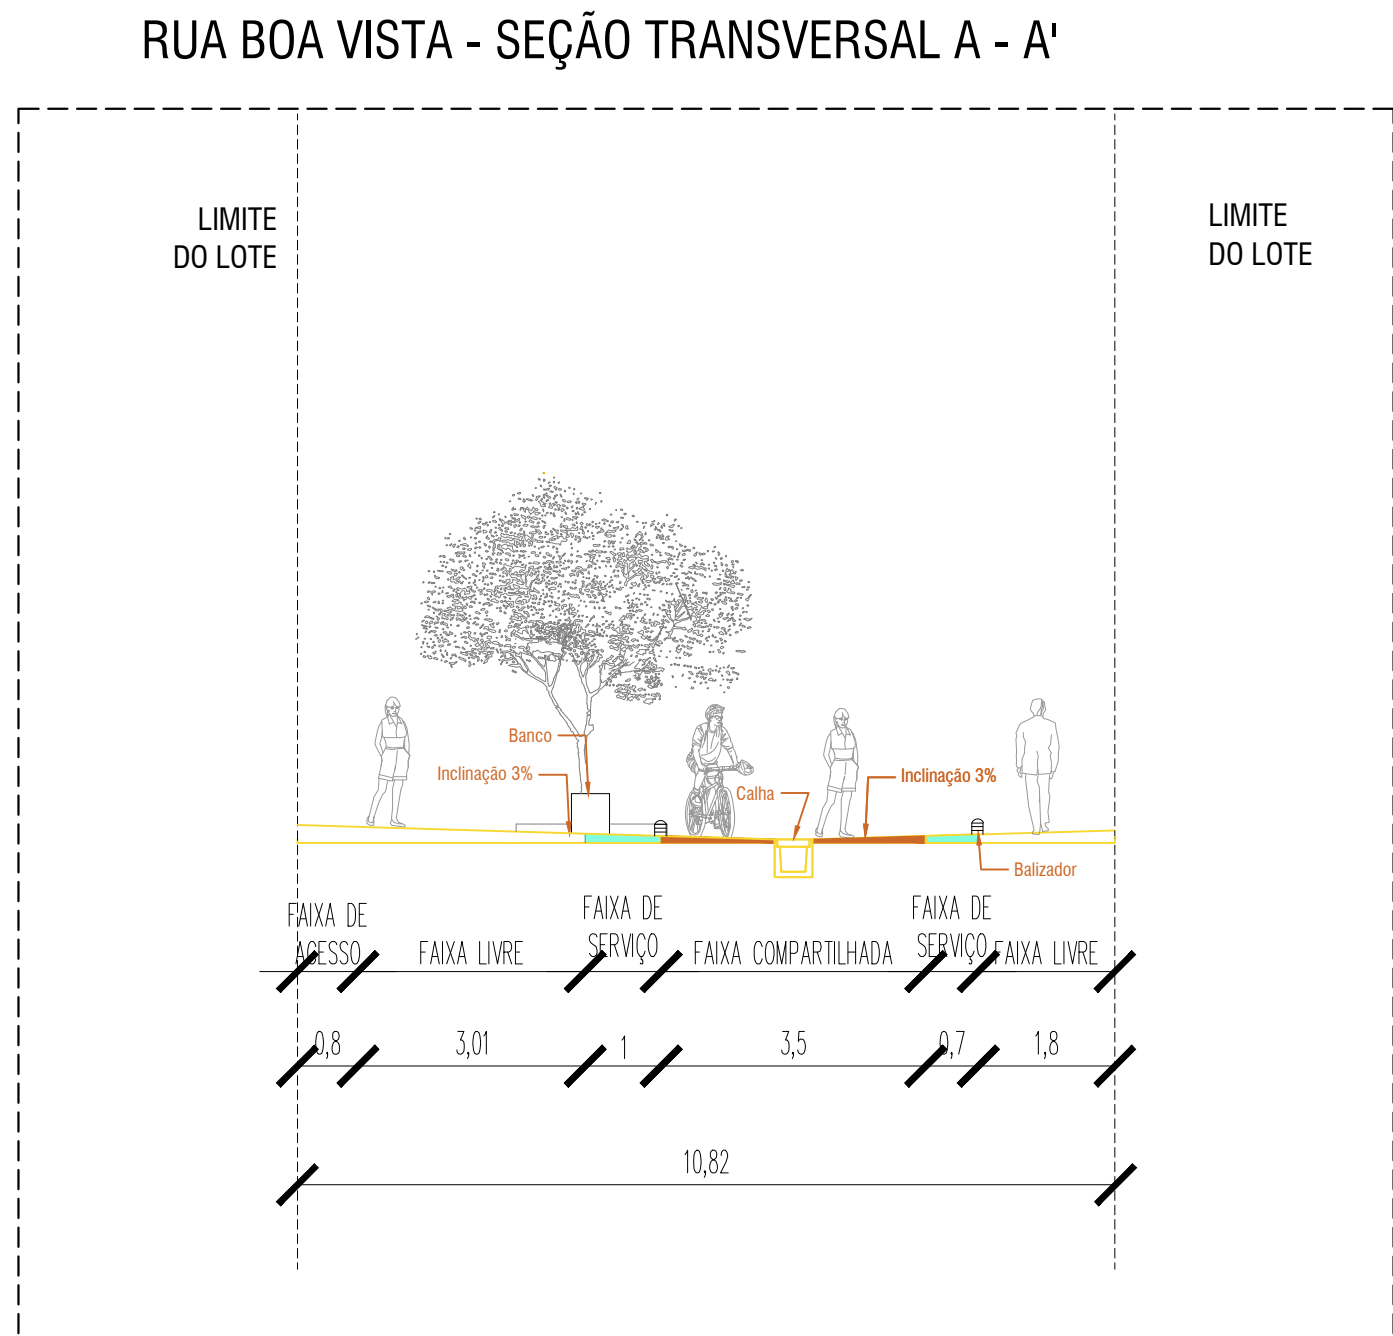 RUA BOA VISTA - SEÇÃO TRANSVERSAL A - A'
LIMITE
DO LOTE
LIMITE
DO LOTE
Banco
Inclinação 3%
Calha
Inclinação 3%
Balizador
FAIXA DE
ACESSO
FAIXA LIVRE
FAIXA DE
SERVIÇO
FAIXA COMPARTILHADA
FAIXA DE
SERVIÇO
FAIXA LIVRE
0,8
3,01
1
3,5
0,7
1,8
10,82